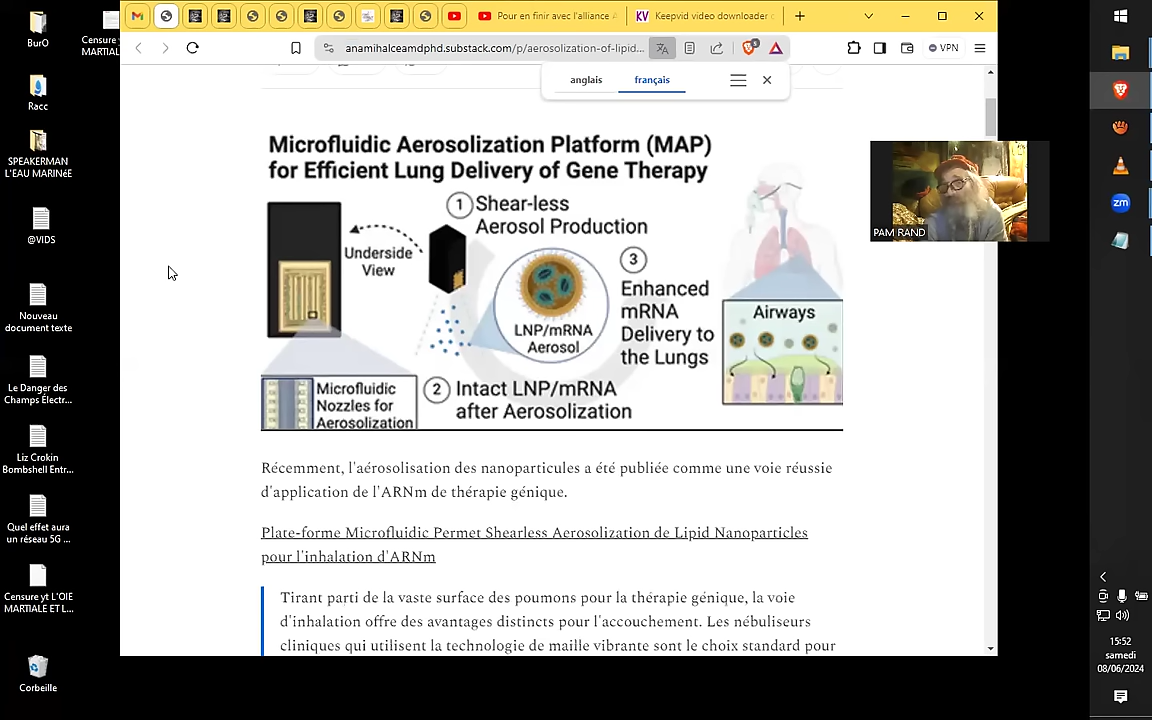 BurO
Censure yt
MARTIALE
Racc
SPEAKERMAN
L'EAU MARINéE
@VIDS
Nouveau
document texte
Le Danger des
Champs Électr...
Liz Crokin
Bombshell Entr...
Quel effet aura
un réseau 5G ...
Censure yt L'OIE
MARTIALE ET L...
Corbeille
Pour en finir avec l'alliance A
KV Keepvid video downloader
anamihalceamdphd.substack.com/p/aerosolization-of-lipid...
VPN
anglais
français
Microfluidic Aerosolization Platform (MAP)
for Efficient Lung Delivery of Gene Therapy
1 Shear-less
Aerosol Production
Underside
View
LNP/mRNA
Aerosol
3
Enhanced
mRNA
Delivery to
the Lungs
Airways
Microfluidic
Nozzles for
Aerosolization
2 Intact LNP/mRNA
after Aerosolization
Récemment, l'aérosolisation des nanoparticules a été publiée comme une voie réussie
d'application de l'ARNm de thérapie génique.
Plate-forme Microfluidic Permet Shearless Aerosolization de Lipid Nanoparticles
pour l'inhalation d'ARNm
Tirant parti de la vaste surface des poumons pour la thérapie génique, la voie
d'inhalation offre des avantages distincts pour l'accouchement. Les nébuliseurs
cliniques qui utilisent la technologie de maille vibrante sont le choix standard pour
PAM RAND
zm
15:52
samedi
08/06/2024